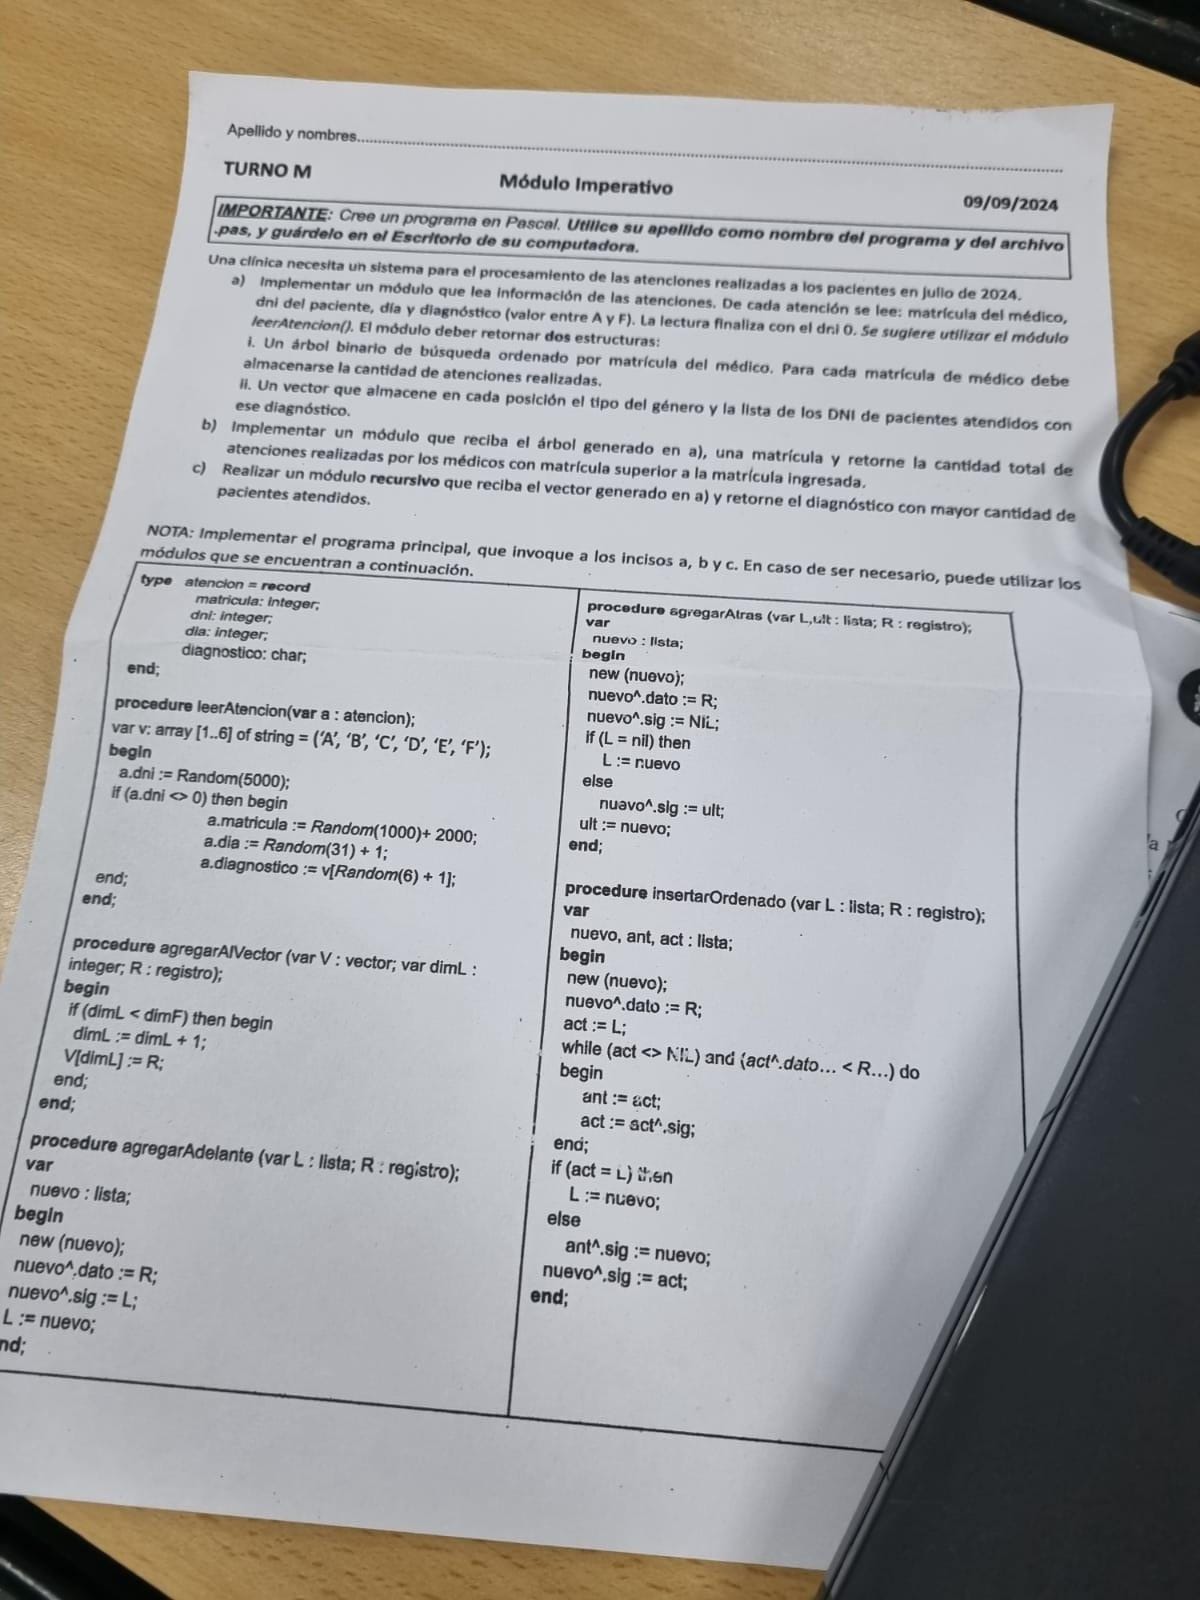 Apellido y nombres
TURNO M
Módulo Imperativo
09/09/2024
IMPORTANTE: Cree un programa en Pascal. Utilice su apellido como nombre del programa y del archivo
.pas, y guárdelo en el Escritorio de su computadora.
Una clínica necesita un sistema para el procesamiento de las atenciones realizadas a los pacientes en julio de 2024.
a) Implementar un módulo que lea información de las atenciones. De cada atención se lee: matrícula del médico,
dni del paciente, día y diagnóstico (valor entre A y F). La lectura finaliza con el dni 0. Se sugiere utilizar el módulo
leerAtencion(). El módulo deber retornar dos estructuras:
i. Un árbol binario de búsqueda ordenado por matrícula del médico. Para cada matrícula de médico debe
almacenarse la cantidad de atenciones realizadas.
ii. Un vector que almacene en cada posición el tipo del género y la lista de los DNI de pacientes atendidos con
ese diagnóstico.
b) Implementar un módulo que reciba el árbol generado en a), una matrícula y retorne la cantidad total de
atenciones realizadas por los médicos con matrícula superior a la matrícula ingresada.
c) Realizar un módulo recursivo que reciba el vector generado en a) y retorne el diagnóstico con mayor cantidad de
pacientes atendidos.
NOTA: Implementar el programa principal, que invoque a los incisos a, b y c. En caso de ser necesario, puede utilizar los
módulos que se encuentran a continuación.
type atencion = record
matricula: integer;
dni: integer;
dia: integer;
diagnostico: char;
end;
procedure leerAtencion(var a : atencion);
var v: array [1..6] of string = (‘A’, ‘B’, ‘C’, ‘D’, ‘E’, ‘F’);
begin
a.dni := Random(5000);
if (a.dni <> 0) then begin
a.matricula := Random(1000)+ 2000;
a.dia := Random(31) + 1;
a.diagnostico := v[Random(6) + 1];
end;
end;
procedure agregarAlVector (var V : vector; var dimL :
integer; R : registro);
begin
if (dimL < dimF) then begin
dimL := dimL + 1;
V[dimL] := R;
end;
end;
procedure agregarAdelante (var L : lista; R : registro);
var
nuevo : lista;
begin
new (nuevo);
nuevo^.dato := R;
nuevo^.sig := L;
L := nuevo;
nd;
procedure agregarAtras (var L,ult : lista; R : registro);
var
nuevo : lista;
begin
new (nuevo);
nuevo^.dato := R;
nuevo^.sig := NIL;
if (L = nil) then
L := nuevo
else
nuevo^.sig := ult;
ult := nuevo;
end;
procedure insertarOrdenado (var L : lista; R : registro);
var
nuevo, ant, act : lista;
begin
new (nuevo);
nuevo^.dato := R;
act := L;
while (act <> NIL) and (act^.dato... < R...) do
begin
ant := act;
act := act^.sig;
end;
if (act = L) then
L := nuevo;
else
ant^.sig := nuevo;
nuevo^.sig := act;
end;